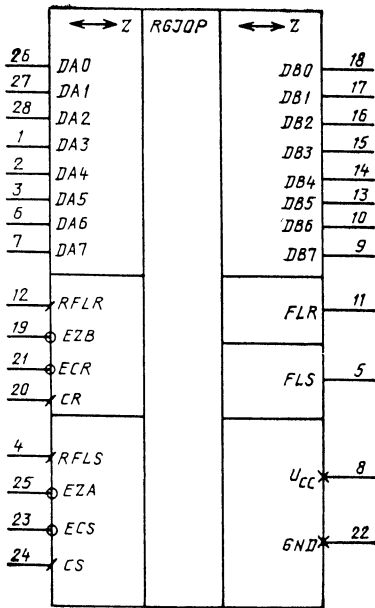 ↔ Z RGJOP ↔ Z
26 DA0 DB0 18
27 DA1 DB1 17
28 DA2 DB2 16
1 DA3 DB3 15
2 DA4 DB4 14
3 DA5 DB5 13
6 DA6 DB6 10
7 DA7 DB7 9
12 RFLR FLR 11
19 EZB
21 ECR FLS 5
20 CR
4 RFLS UCC 8
25 EZA
23 ECS GND 22
24 CS